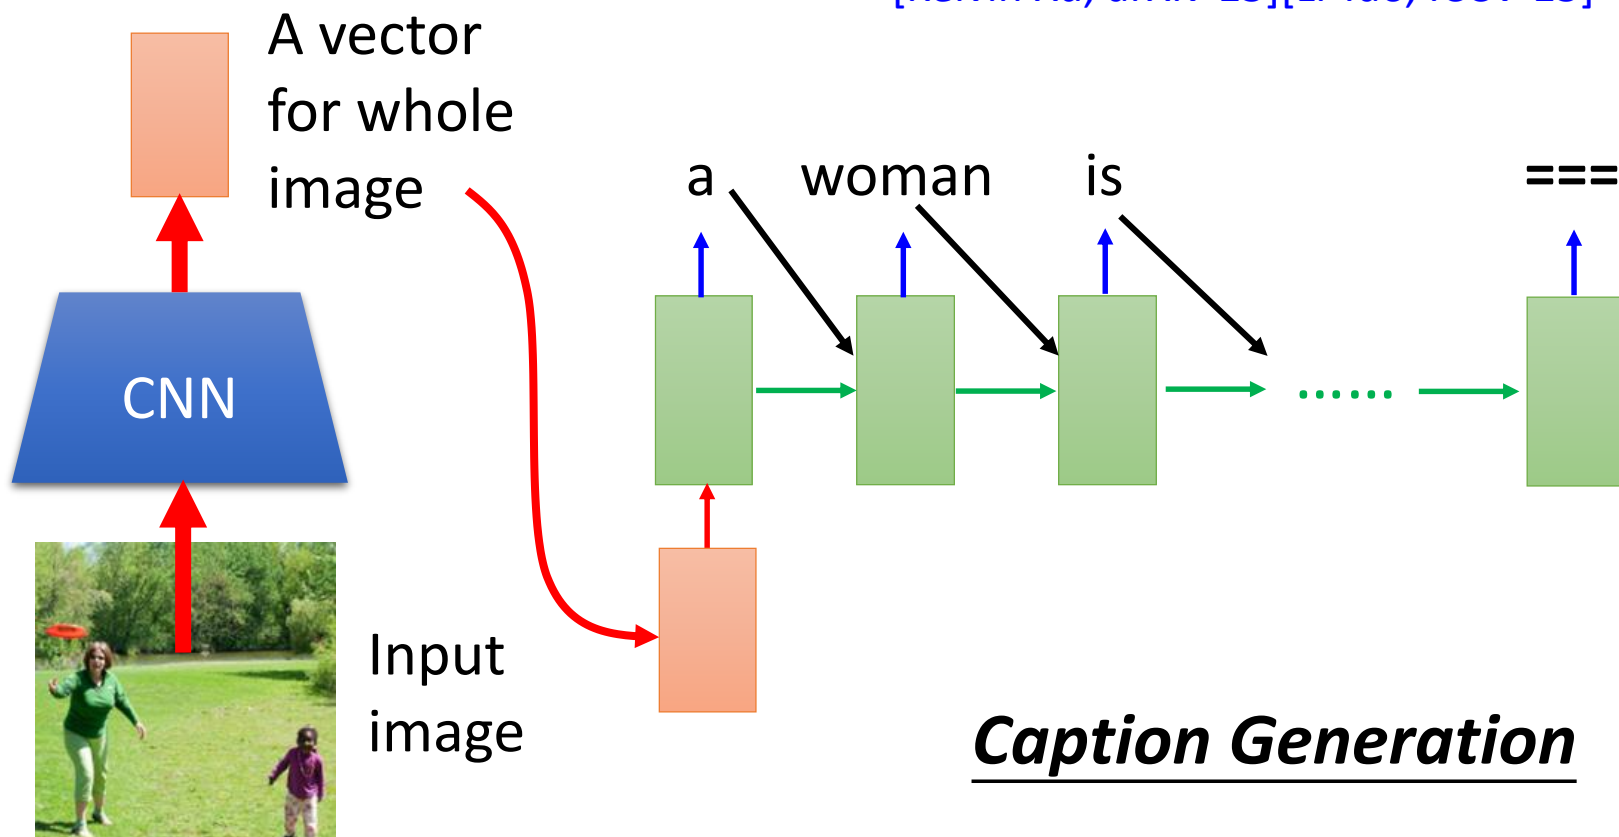 A vector
for whole
image
a woman is ===
CNN
......
Input
image
Caption Generation